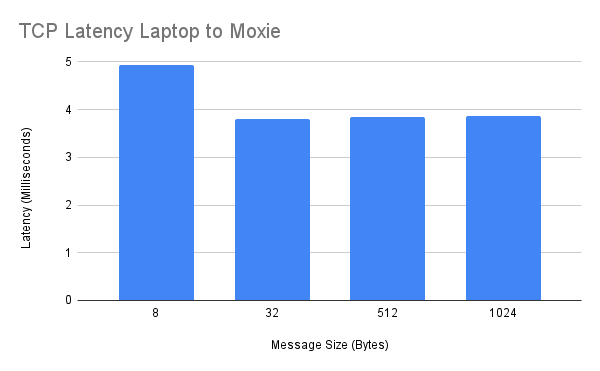 TCP Latency Laptop to Moxie
Latency (Milliseconds)
5
4
3
2
1
0
8 32 512 1024
Message Size (Bytes)